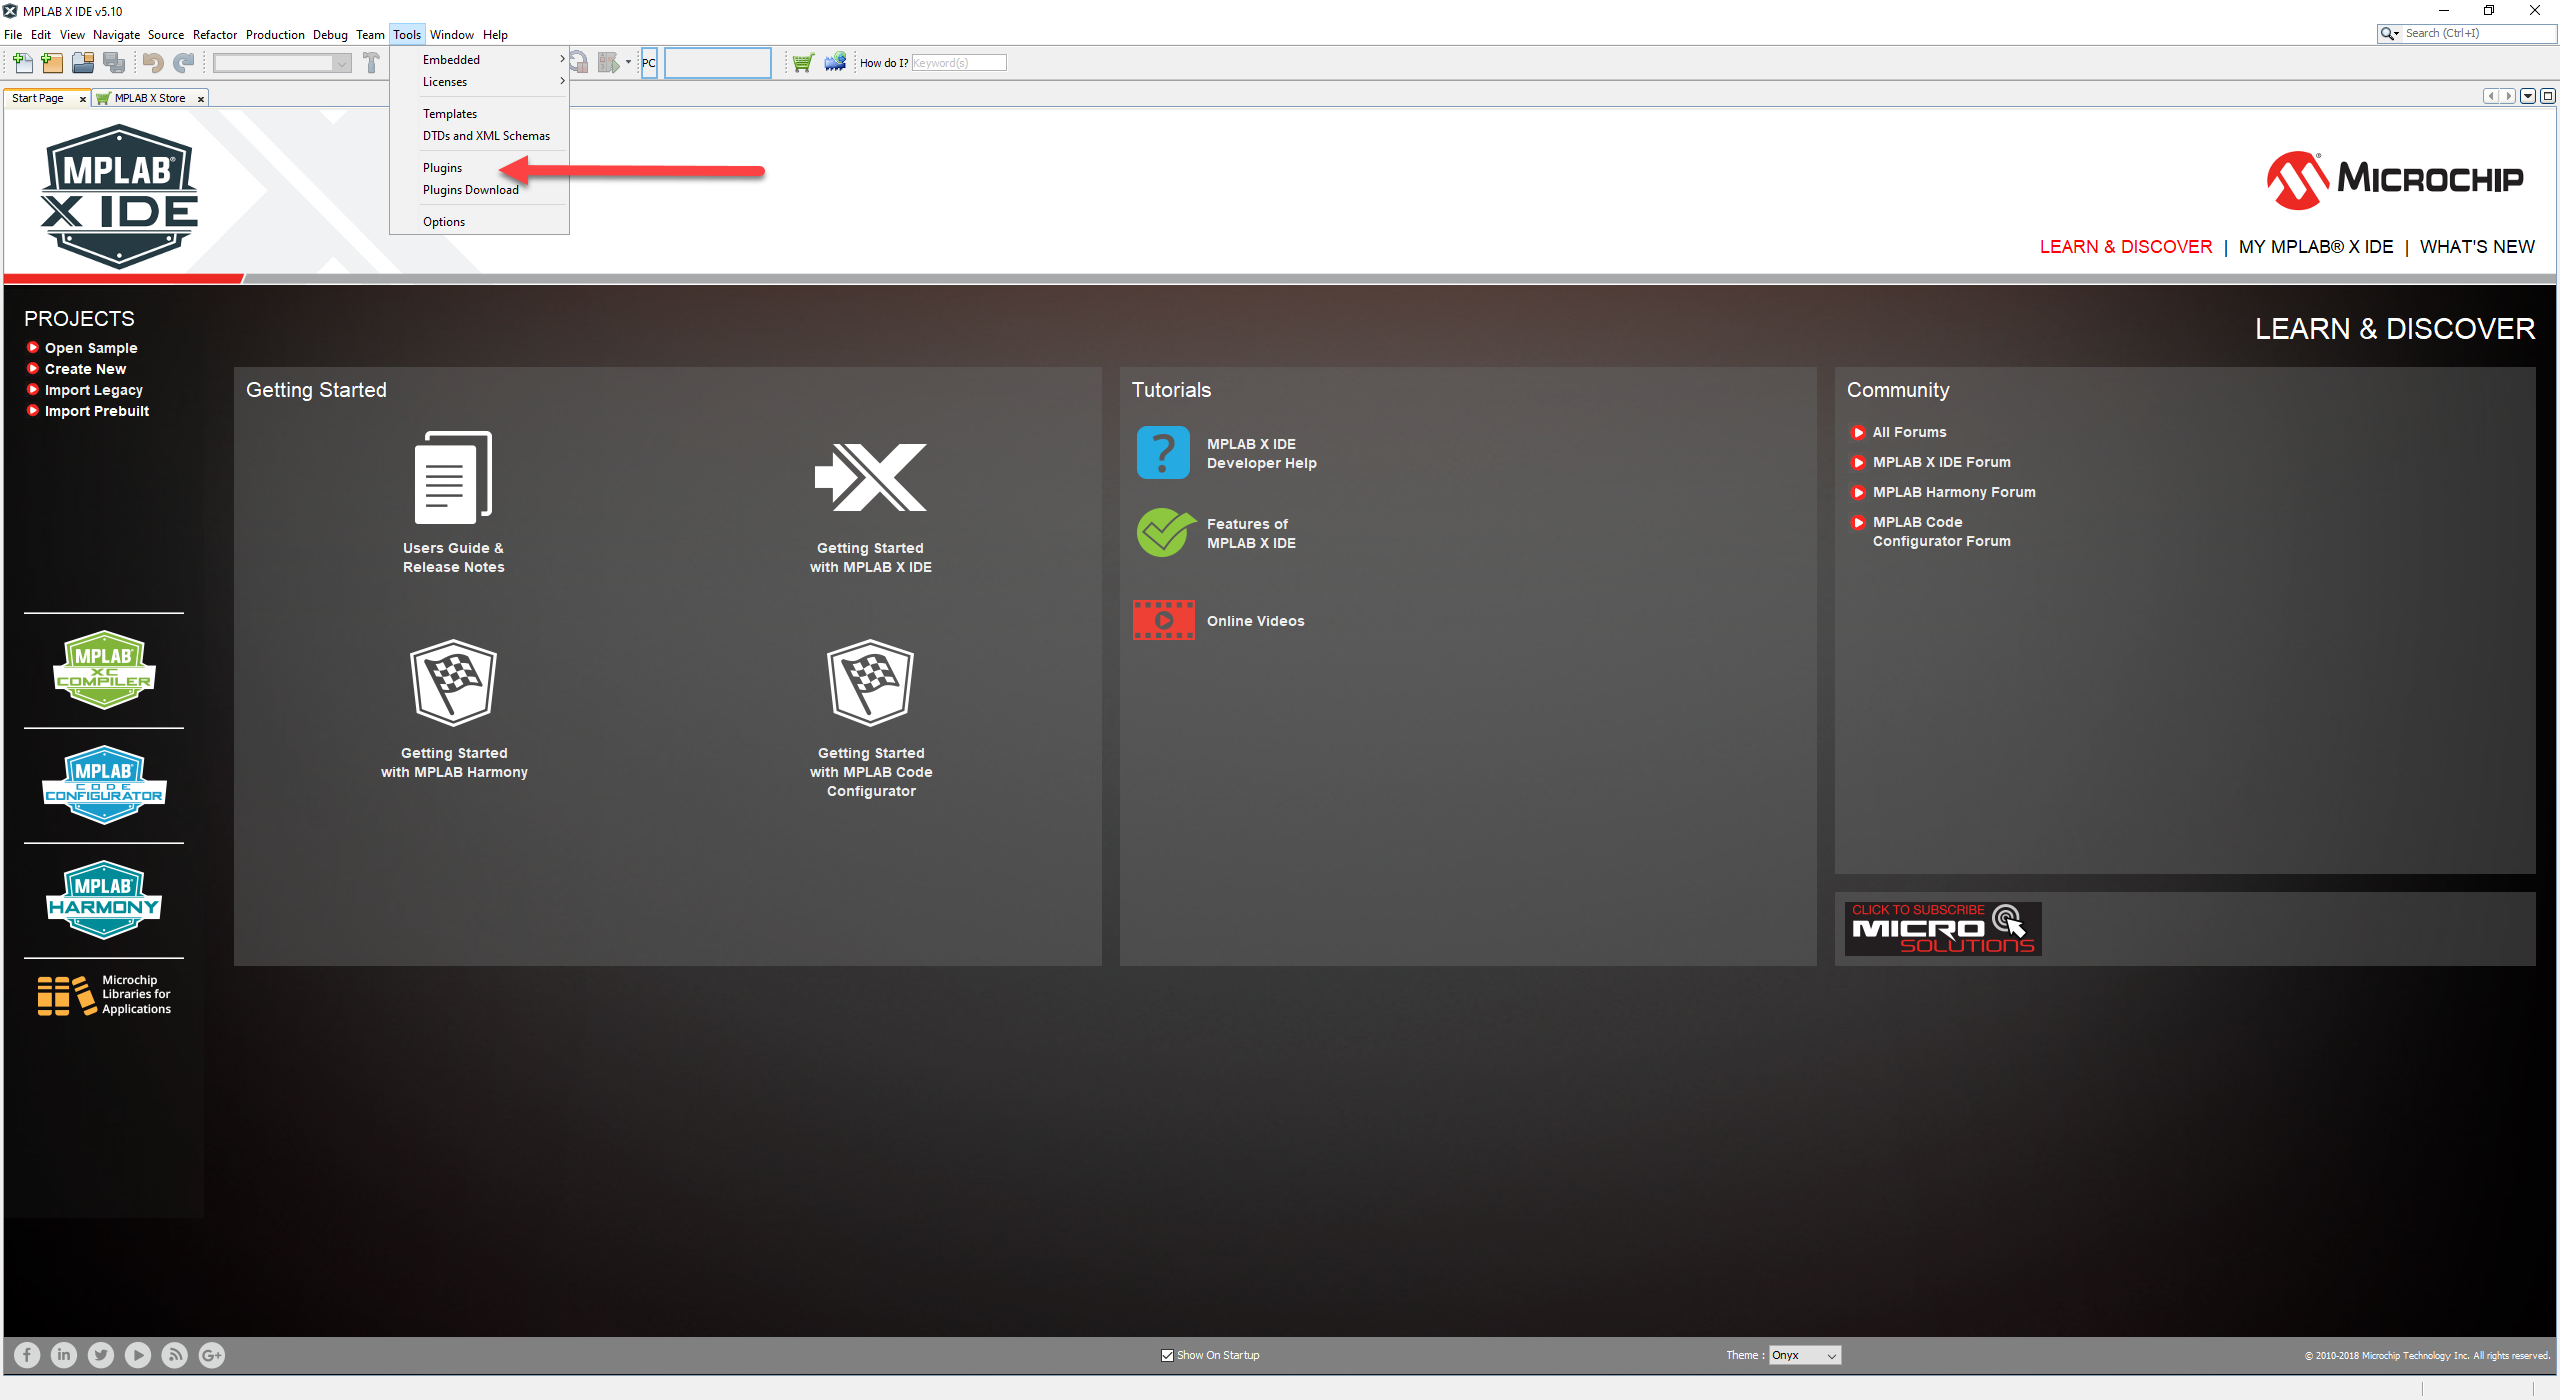 MPLAB X IDE v5.10
File Edit View Navigate Source Refactor Production Debug Team Tools Window Help
Search (Ctrl+I)
PC
How do I? Keyword(s)
Embedded
Licenses
Templates
DTDs and XML Schemas
Plugins
Plugins Download
Options
Start Page
MPLAB X Store
MPLAB®
X IDE
MICROCHIP
LEARN & DISCOVER | MY MPLAB® X IDE | WHAT'S NEW
PROJECTS
Open Sample
Create New
Import Legacy
Import Prebuilt
MPLAB®
XC
COMPILER
MPLAB®
CODE
CONFIGURATOR
MPLAB®
HARMONY
Microchip
Libraries for
Applications
LEARN & DISCOVER
Getting Started
Users Guide &
Release Notes
Getting Started
with MPLAB X IDE
Getting Started
with MPLAB Harmony
Getting Started
with MPLAB Code
Configurator
Tutorials
?
MPLAB X IDE
Developer Help
Features of
MPLAB X IDE
Online Videos
Community
All Forums
MPLAB X IDE Forum
MPLAB Harmony Forum
MPLAB Code
Configurator Forum
CLICK TO SUBSCRIBE
MICRO
SOLUTIONS
f in G+
Show On Startup
Theme : Onyx
© 2010-2018 Microchip Technology Inc. All rights reserved.